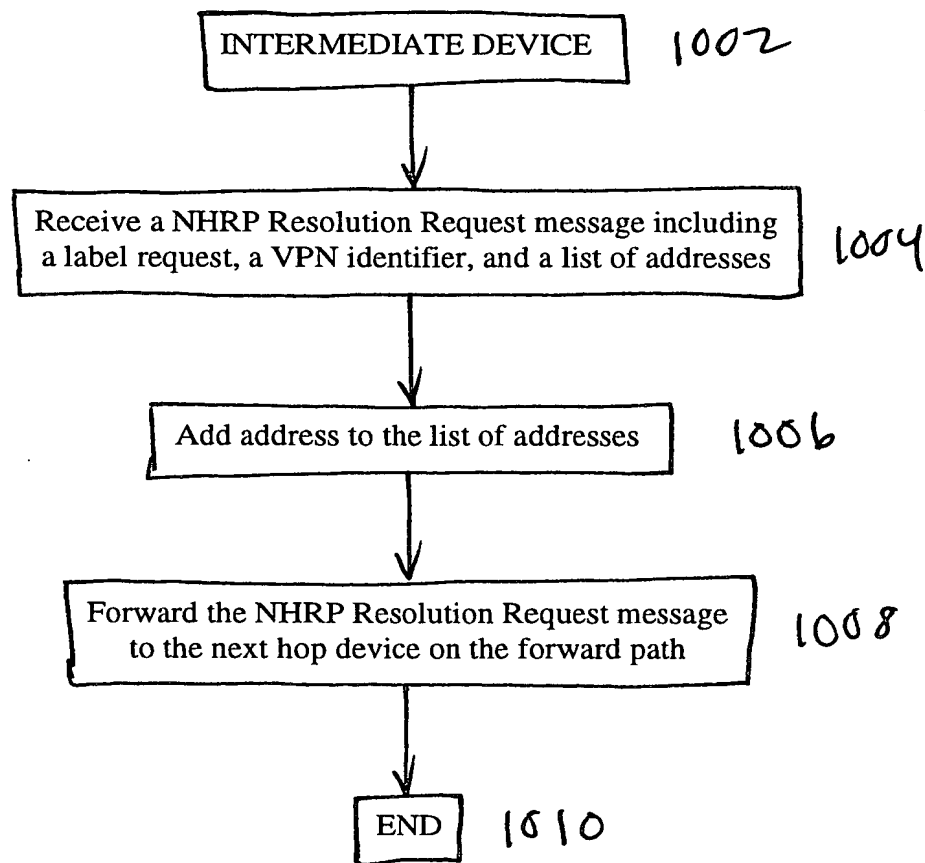 INTERMEDIATE DEVICE 1002
Receive a NHRP Resolution Request message including
a label request, a VPN identifier, and a list of addresses
1004
Add address to the list of addresses 1006
Forward the NHRP Resolution Request message
to the next hop device on the forward path
1008
END 1010